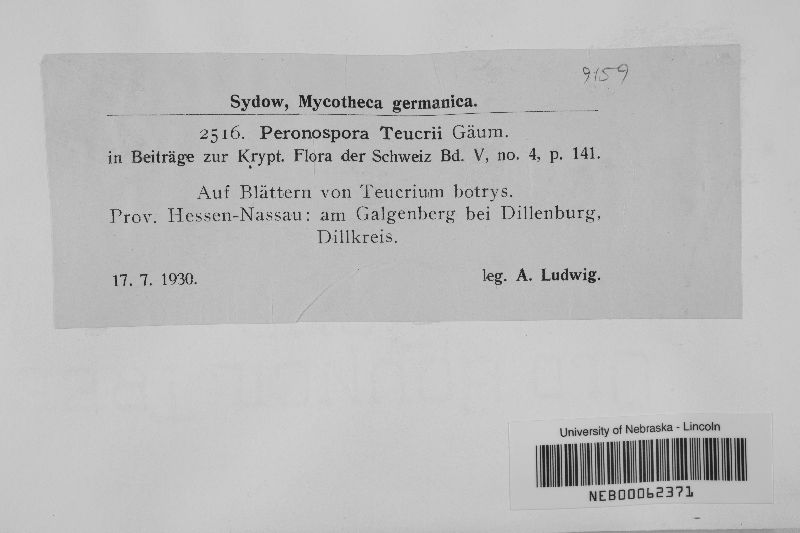 9159
Sydow, Mycotheca germanica.
2516. Peronospora Teucrii Gäum.
in Beiträge zur Krypt. Flora der Schweiz Bd. V, no. 4, p. 141.
Auf Blättern von Teucrium botrys.
Prov. Hessen-Nassau: am Galgenberg bei Dillenburg,
Dillkreis.
17. 7. 1930. leg. A. Ludwig.
University of Nebraska - Lincoln
NEB00062371